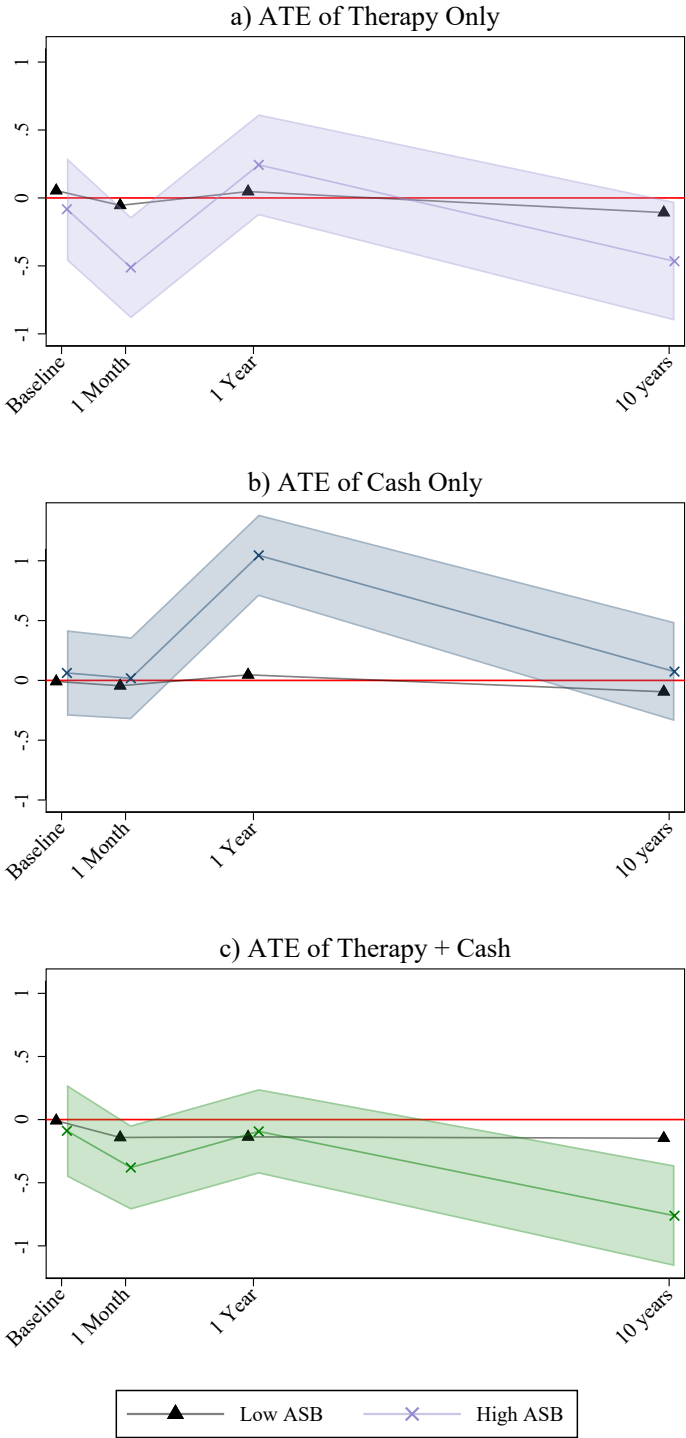 a) ATE of Therapy Only
1
.5
0
-.5
-1
Baseline
1 Month
1 Year
10 years
b) ATE of Cash Only
1
.5
0
-.5
-1
Baseline
1 Month
1 Year
10 years
c) ATE of Therapy + Cash
1
.5
0
-.5
-1
Baseline
1 Month
1 Year
10 years
Low ASB
High ASB